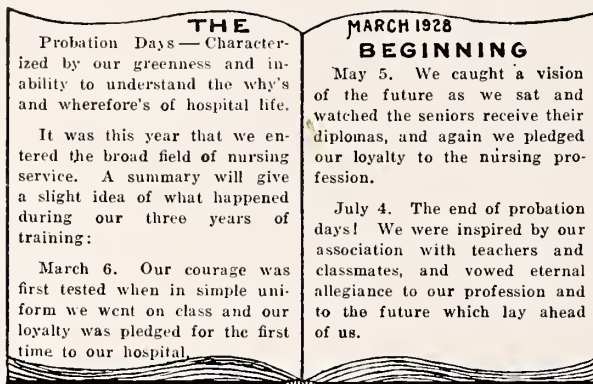 THE
Probation Days — Character-
ized by our greenness and in-
ability to understand the why's
and wherefore's of hospital life.
It was this year that we en-
tered the broad field of nursing
service. A summary will give
a slight idea of what happened
during our three years of
training:
March 6. Our courage was
first tested when in simple uni-
form we went on class and our
loyalty was pledged for the first
time to our hospital.
MARCH 1928
BEGINNING
May 5. We caught a vision
of the future as we sat and
watched the seniors receive their
diplomas, and again we pledged
our loyalty to the nursing pro-
fession.
July 4. The end of probation
days! We were inspired by our
association with teachers and
classmates, and vowed eternal
allegiance to our profession and
to the future which lay ahead
of us.